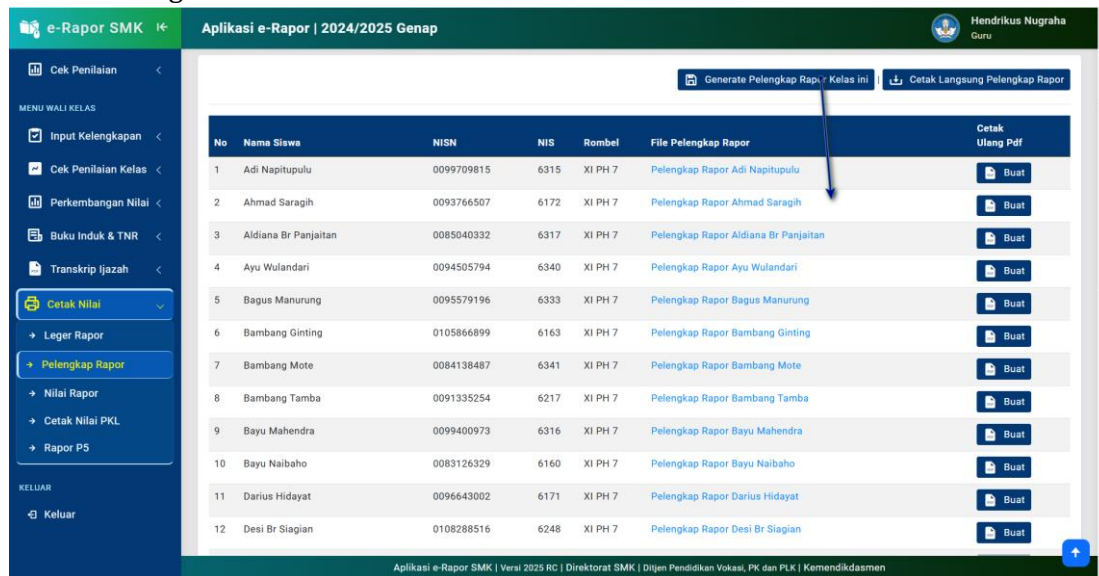 e-Rapor SMK
Aplikasi e-Rapor | 2024/2025 Genap
Hendrikus Nugraha
Guru
Cek Penilaian
MENU WALI KELAS
Input Kelengkapan
Cek Penilaian Kelas
Perkembangan Nilai
Buku Induk & TNR
Transkrip Ijazah
Cetak Nilai
Leger Rapor
Pelengkap Rapor
Nilai Rapor
Cetak Nilai PKL
Rapor P5
KELUAR
Keluar
Generate Pelengkap Rapor Kelas ini | Cetak Langsung Pelengkap Rapor
No Nama Siswa NISN NIS Rombel File Pelengkap Rapor Cetak Ulang Pdf
1 Adi Napitupulu 0099709815 6315 XI PH 7 Pelengkap Rapor Adi Napitupulu Buat
2 Ahmad Saragih 0093766507 6172 XI PH 7 Pelengkap Rapor Ahmad Saragih Buat
3 Aldiana Br Panjaitan 0085040332 6317 XI PH 7 Pelengkap Rapor Aldiana Br Panjaitan Buat
4 Ayu Wulandari 0094505794 6340 XI PH 7 Pelengkap Rapor Ayu Wulandari Buat
5 Bagus Manurung 0095579196 6333 XI PH 7 Pelengkap Rapor Bagus Manurung Buat
6 Bambang Ginting 0105866899 6163 XI PH 7 Pelengkap Rapor Bambang Ginting Buat
7 Bambang Mote 0084138487 6341 XI PH 7 Pelengkap Rapor Bambang Mote Buat
8 Bambang Tamba 0091335254 6217 XI PH 7 Pelengkap Rapor Bambang Tamba Buat
9 Bayu Mahendra 0099400973 6316 XI PH 7 Pelengkap Rapor Bayu Mahendra Buat
10 Bayu Naibaho 0083126329 6160 XI PH 7 Pelengkap Rapor Bayu Naibaho Buat
11 Darius Hidayat 0096643002 6171 XI PH 7 Pelengkap Rapor Darius Hidayat Buat
12 Desi Br Siagian 0108288516 6248 XI PH 7 Pelengkap Rapor Desi Br Siagian Buat
Aplikasi e-Rapor SMK | Versi 2025 RC | Direktorat SMK | Ditjen Pendidikan Vokasi, PK dan PLK | Kemendikdasmen